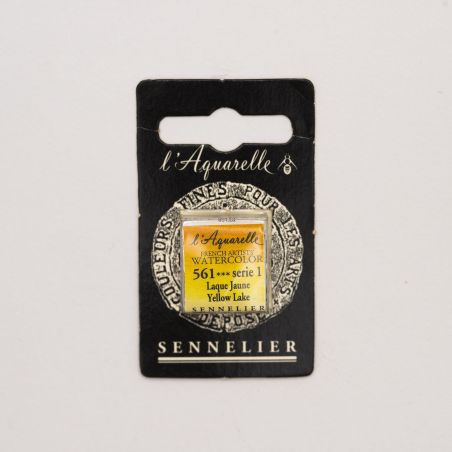 l'Aquarelle
COULEURS FINES POUR LES ARTS
DEPOSE
l'Aquarelle
FRENCH ARTISTS'
WATERCOLOR
561 *** serie 1
Laque Jaune
Yellow Lake
SENNELIER
SENNELIER